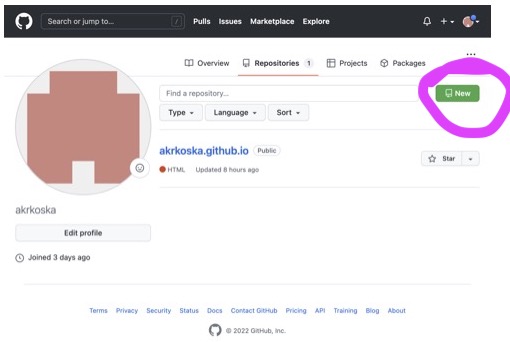 Search or jump to... / Pulls Issues Marketplace Explore
Overview Repositories 1 Projects Packages
Find a repository... New
Type Language Sort
akrkoska.github.io Public
Star
HTML Updated 8 hours ago
akrkoska
Edit profile
Joined 3 days ago
Terms Privacy Security Status Docs Contact GitHub Pricing API Training Blog About
© 2022 GitHub, Inc.